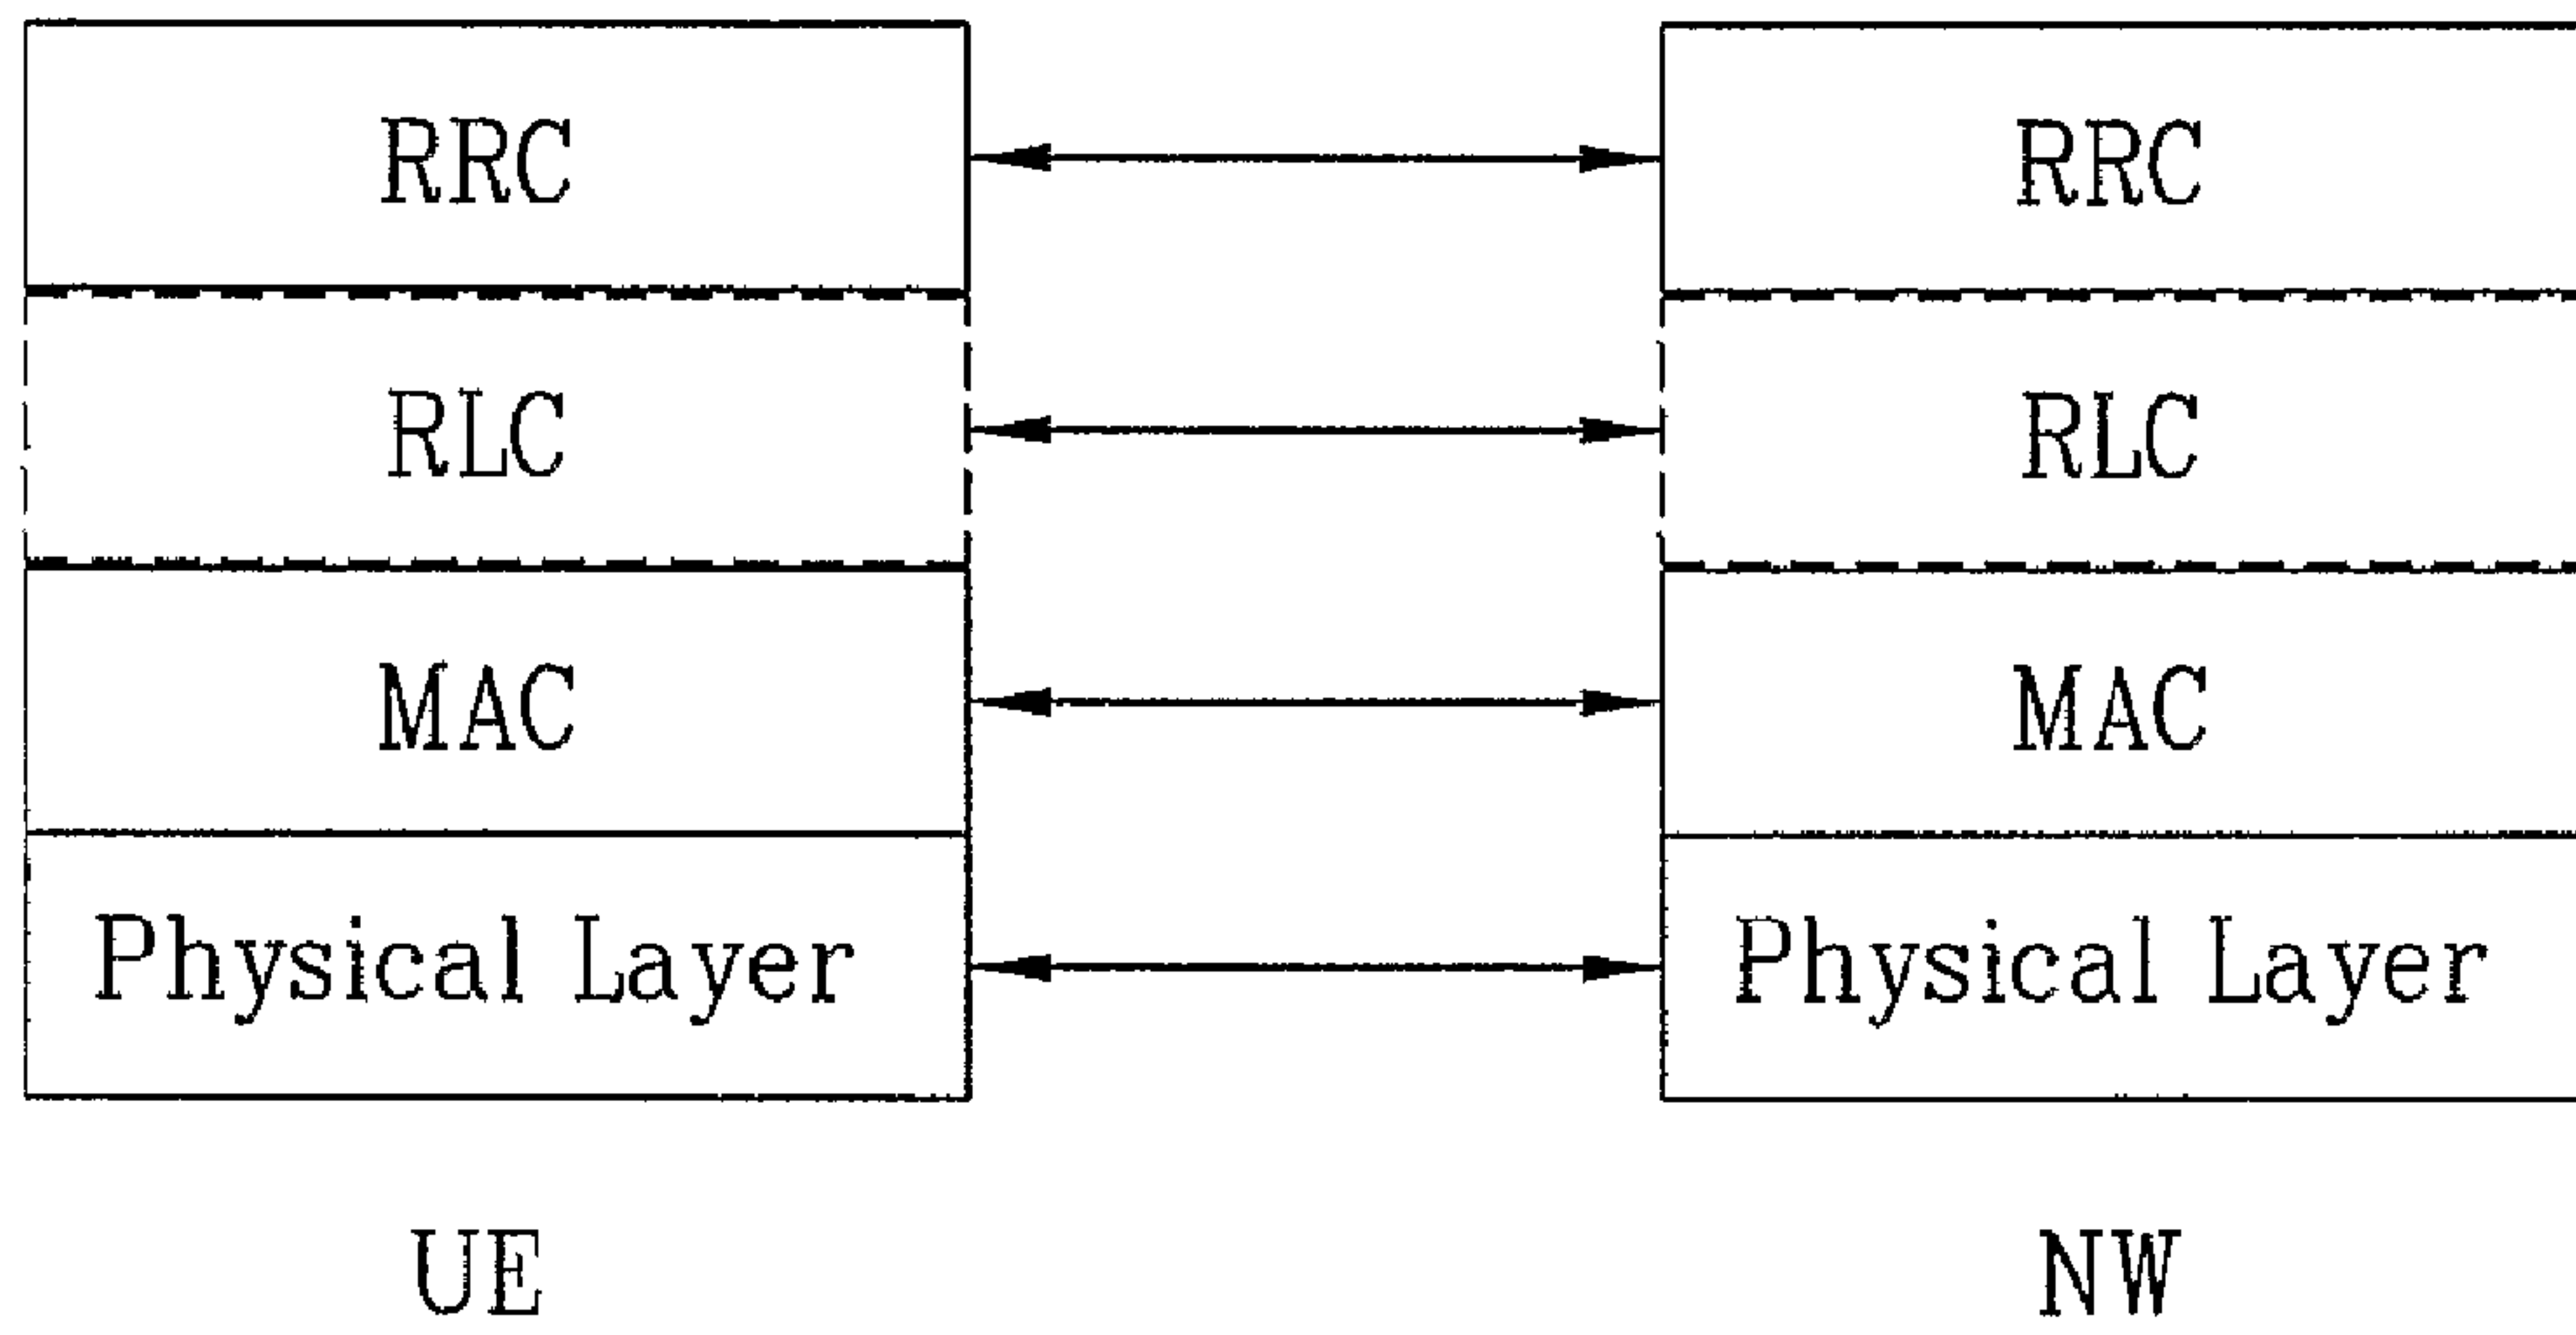 RRC RRC
RLC RLC
MAC MAC
Physical Layer Physical Layer
UE NW